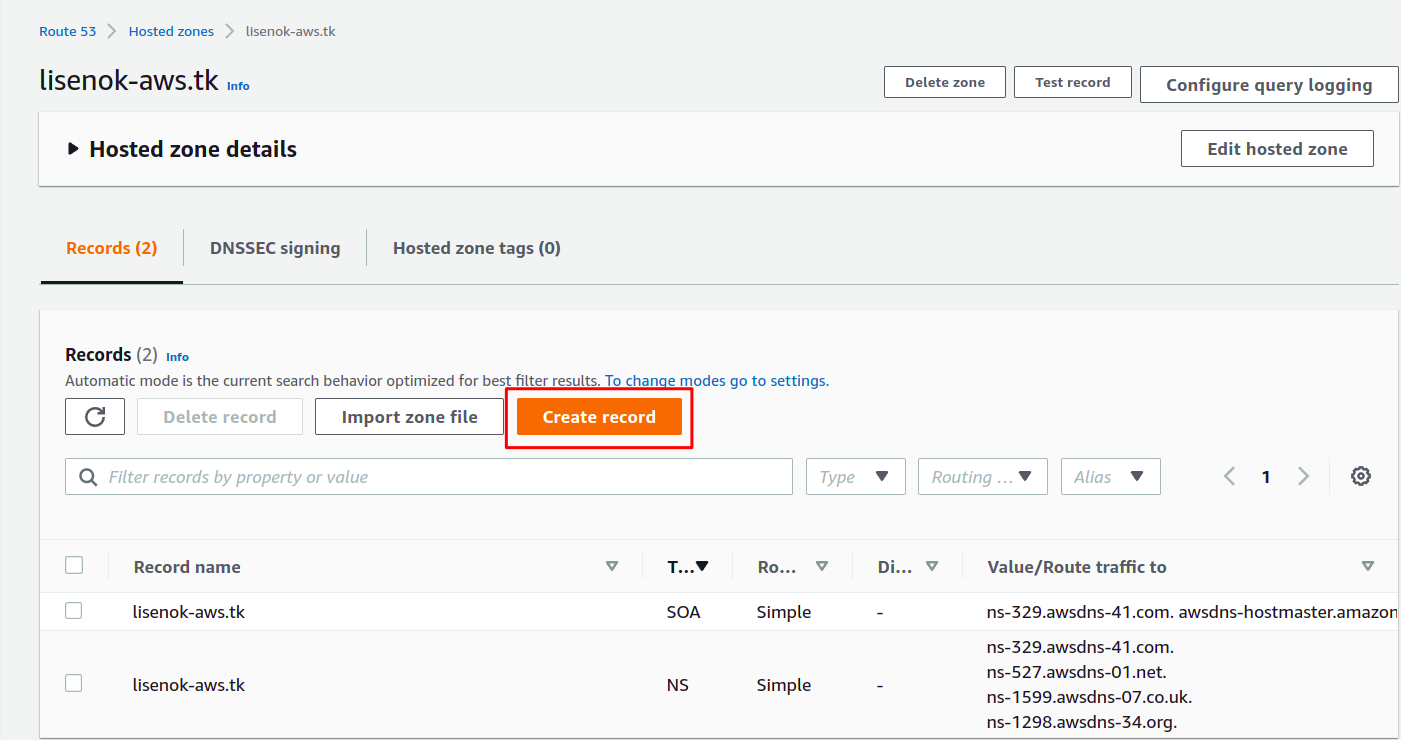 Route 53 Hosted zones lisenok-aws.tk
lisenok-aws.tk Info
Delete zone Test record Configure query logging
Hosted zone details
Edit hosted zone
Records (2) DNSSEC signing Hosted zone tags (0)
Records (2) Info
Automatic mode is the current search behavior optimized for best filter results. To change modes go to settings.
Delete record Import zone file Create record
Filter records by property or value Type Routing ... Alias 1
Record name T... Ro... Di... Value/Route traffic to
lisenok-aws.tk SOA Simple - ns-329.awsdns-41.com. awsdns-hostmaster.amazon
lisenok-aws.tk NS Simple - ns-329.awsdns-41.com.
ns-527.awsdns-01.net.
ns-1599.awsdns-07.co.uk.
ns-1298.awsdns-34.org.